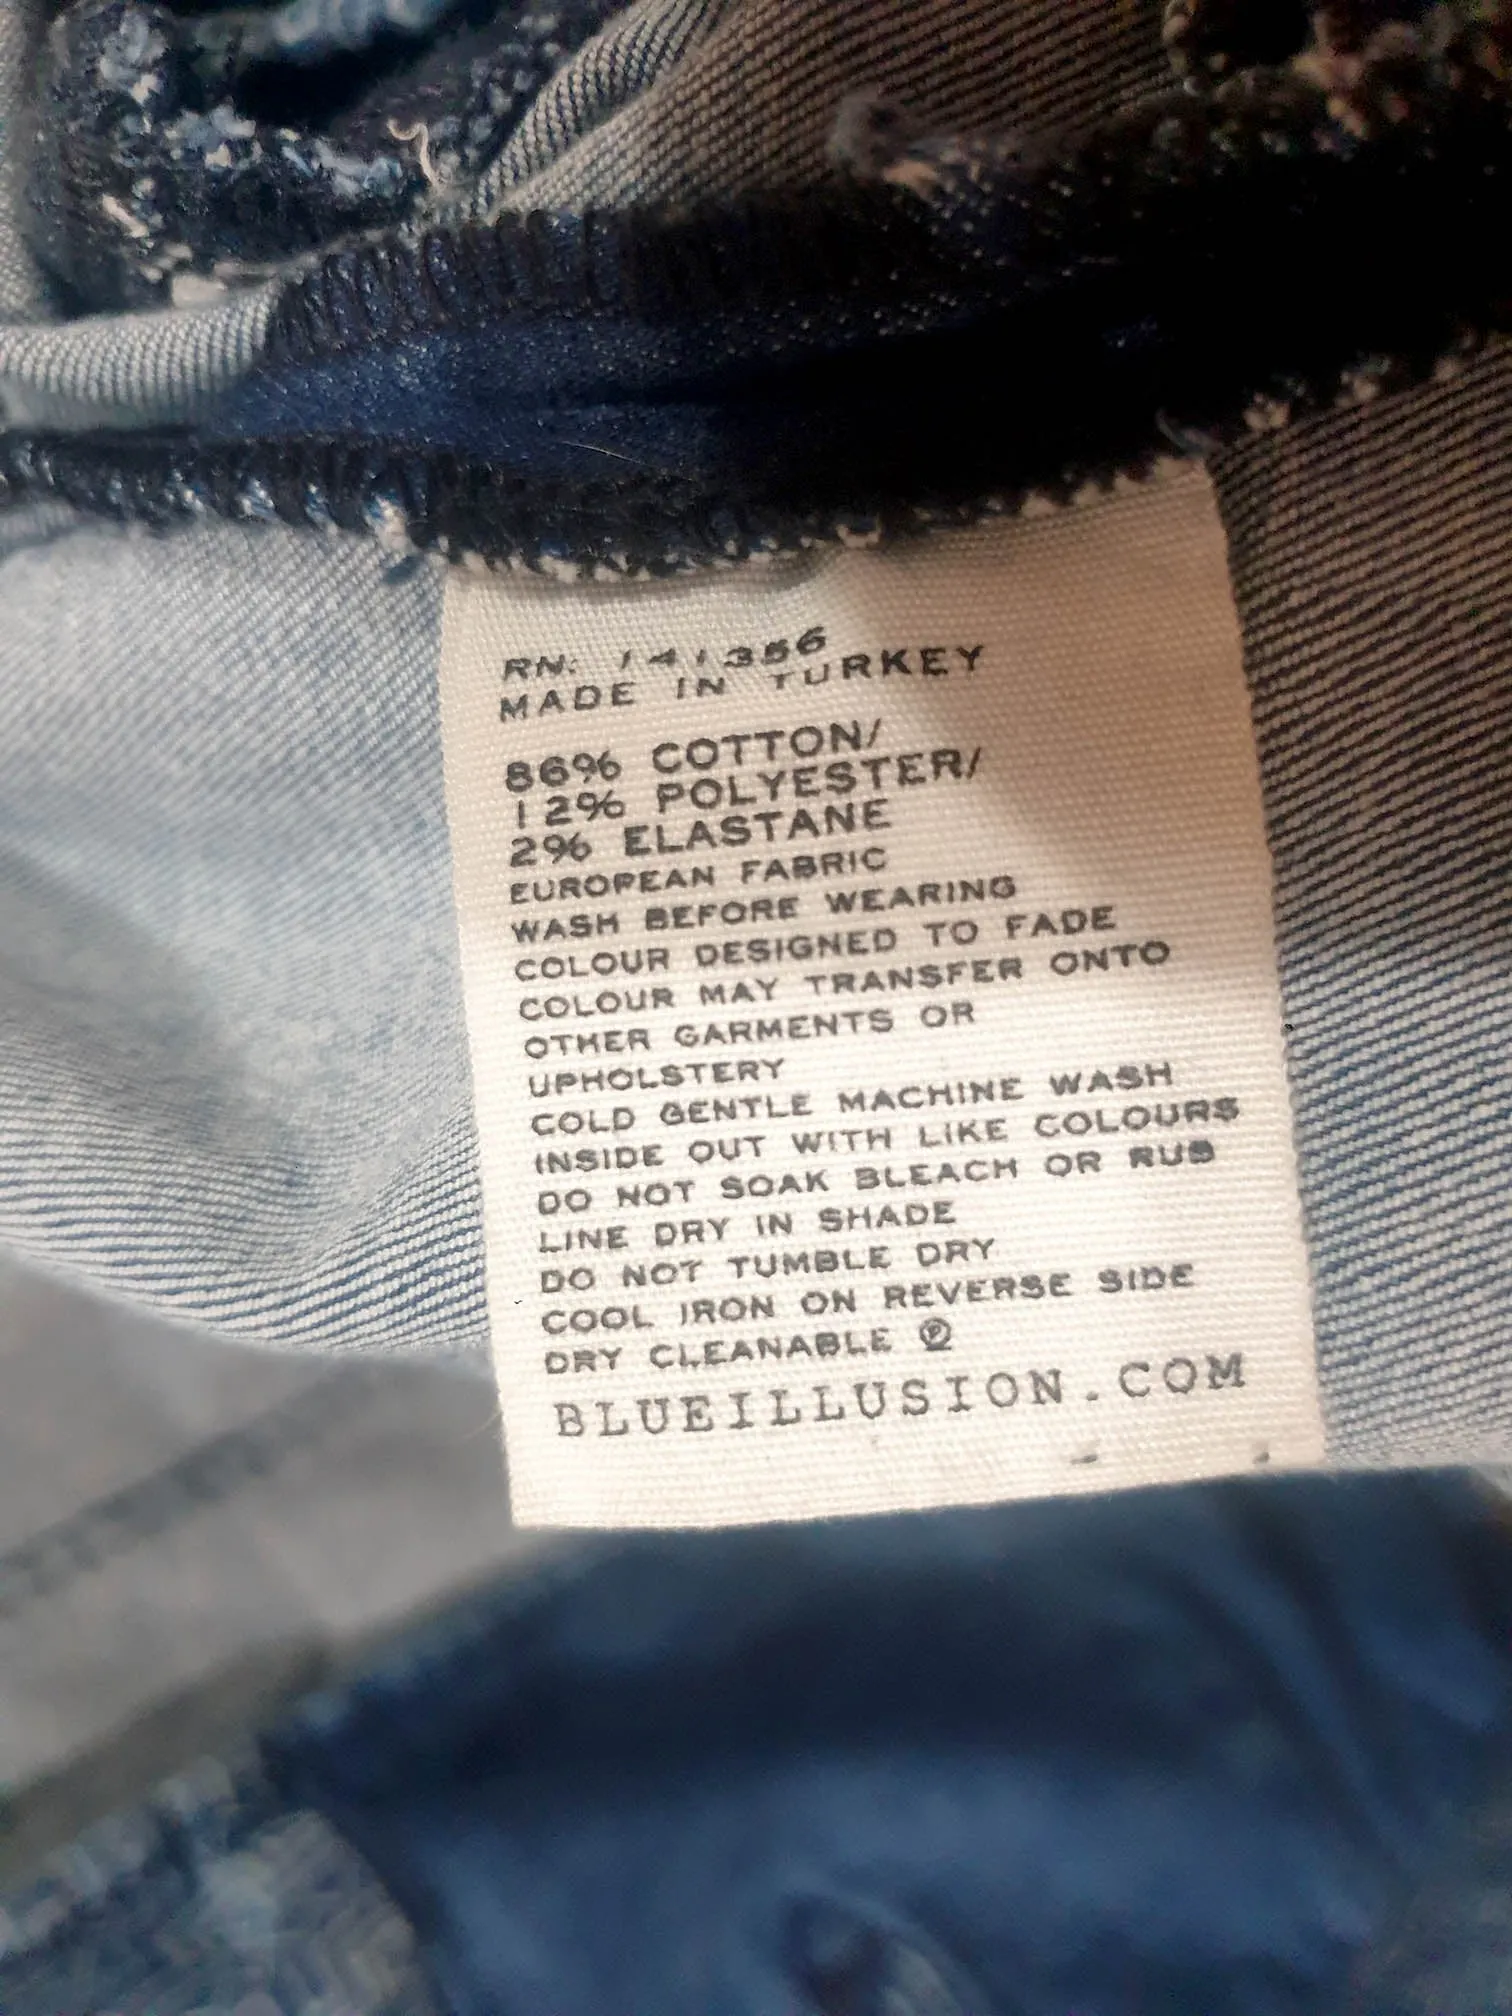 RN: 141356
MADE IN TURKEY
86% COTTON/
12% POLYESTER/
2% ELASTANE
EUROPEAN FABRIC
WASH BEFORE WEARING
COLOUR DESIGNED TO FADE
COLOUR MAY TRANSFER ONTO
OTHER GARMENTS OR
UPHOLSTERY
COLD GENTLE MACHINE WASH
INSIDE OUT WITH LIKE COLOURS
DO NOT SOAK BLEACH OR RUB
LINE DRY IN SHADE
DO NOT TUMBLE DRY
COOL IRON ON REVERSE SIDE
DRY CLEANABLE Ⓟ
BLUEILLUSION.COM